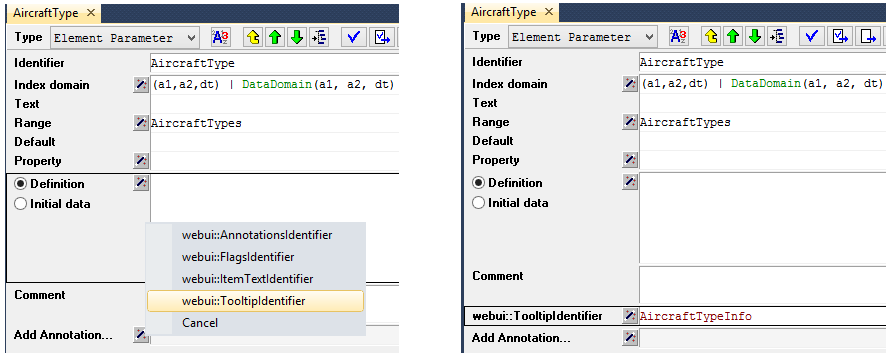 AircraftType
Type Element Parameter
Identifier AircraftType
Index domain (a1,a2,dt) | DataDomain(a1, a2, dt)
Text
Range AircraftTypes
Default
Property
Definition
Initial data
webui::AnnotationsIdentifier
webui::FlagsIdentifier
webui::ItemTextIdentifier
webui::TooltipIdentifier
Cancel
Comment
Add Annotation...
AircraftType
Type Element Parameter
Identifier AircraftType
Index domain (a1,a2,dt) | DataDomain(a1, a2, dt)
Text
Range AircraftTypes
Default
Property
Definition
Initial data
Comment
webui::TooltipIdentifier AircraftTypeInfo
Add Annotation...